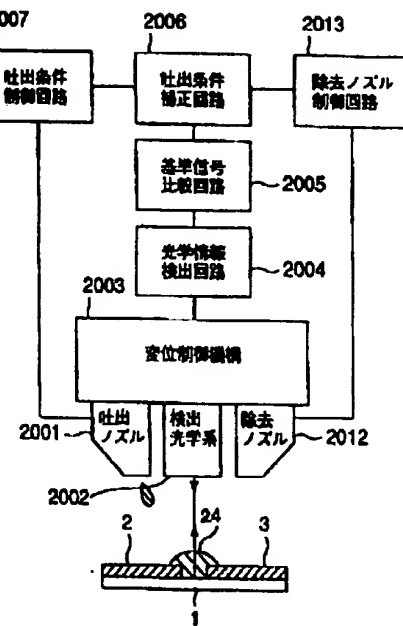 007
2006
2013
吐出条件
制御回路
吐出条件
補正回路
除去ノズル
制御回路
基準信号
比較回路
2005
光学情報
検出回路
2004
2003
変位制御機構
2001
吐出
ノズル
検出
光学系
除去
ノズル
2012
2002
24
2
3
1